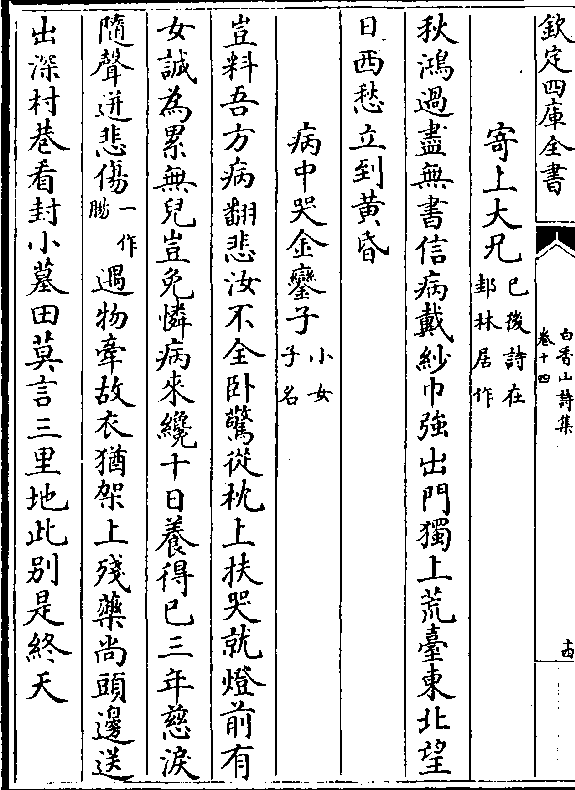 欽定四庫全書
白香山詩集
卷十四
十四
寄上大兄
已後詩在
邽林居作
秋鴻過盡無書信病戴紗巾強出門獨上荒臺東北望
日西愁立到黃昏
病中哭金鑾子
小女
子名
豈料吾方病翻悲汝不全卧驚從枕上扶哭就燈前有
女誠為累無兒豈免憐病來纔十日養得已三年慈淚
隨聲迸悲傷一作腸遇物牽故衣猶架上殘藥尚頭邊送
出深村巷看封小墓田莫言三里地此别是終天